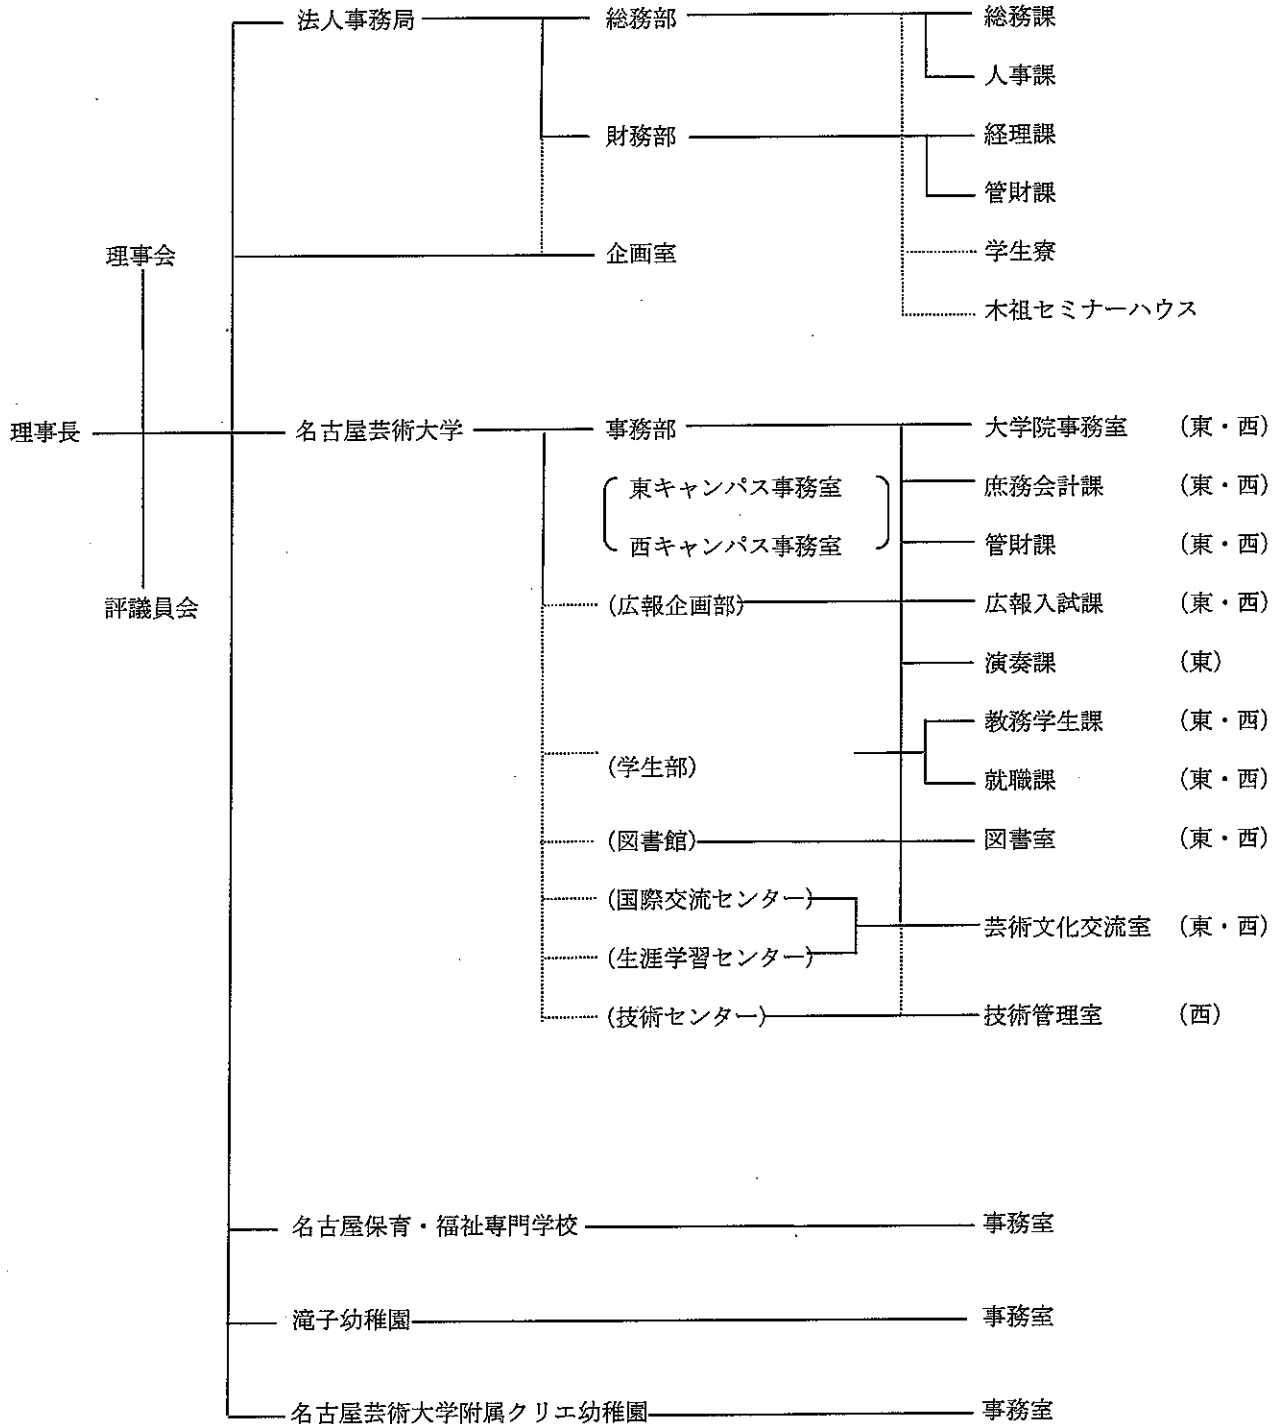 法人事務局 総務部 総務課
人事課
財務部 経理課
管財課
理事会 企画室 学生寮
木祖セミナーハウス
理事長 名古屋芸術大学 事務部 大学院事務室 (東・西)
東キャンパス事務室 庶務会計課 (東・西)
西キャンパス事務室 管財課 (東・西)
評議員会 (広報企画部) 広報入試課 (東・西)
演奏課 (東)
教務学生課 (東・西)
(学生部) 就職課 (東・西)
(図書館) 図書室 (東・西)
(国際交流センター)
芸術文化交流室 (東・西)
(生涯学習センター)
(技術センター) 技術管理室 (西)
名古屋保育・福祉専門学校 事務室
滝子幼稚園 事務室
名古屋芸術大学附属クリエ幼稚園 事務室